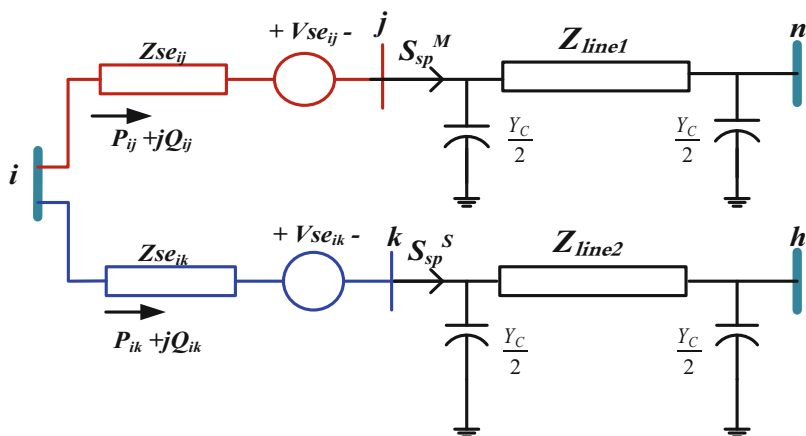 + Vse_ij - j
Zse_ij S_sp^M Z_line1 n
P_ij +jQ_ij Y_C/2 Y_C/2
i
+ Vse_ik - k
Zse_ik S_sp^S Z_line2 h
P_ik +jQ_ik Y_C/2 Y_C/2